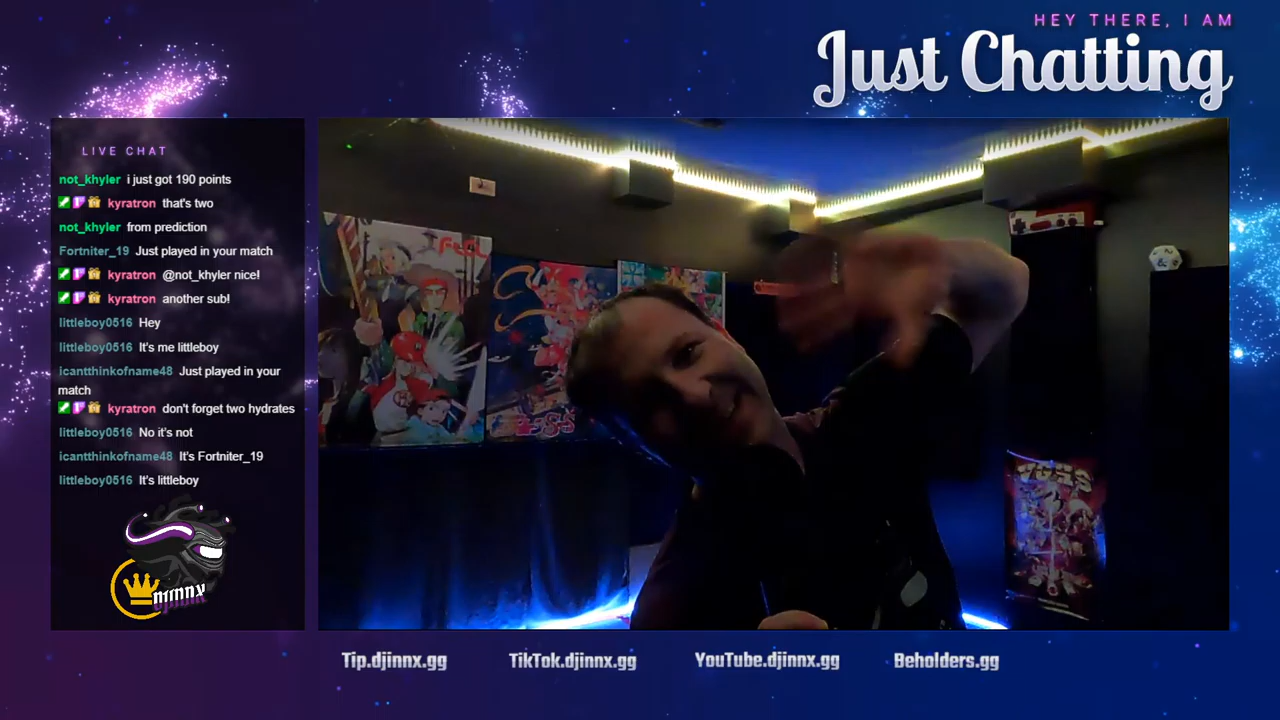 HEY THERE, I AM
Just Chatting
LIVE CHAT
not_khyler i just got 190 points
kyratron that's two
not_khyler from prediction
Fortniter_19 Just played in your match
kyratron @not_khyler nice!
kyratron another sub!
littleboy0516 Hey
littleboy0516 It's me littleboy
icantthinkofname48 Just played in your
match
kyratron don't forget two hydrates
littleboy0516 No it's not
icantthinkofname48 It's Fortniter_19
littleboy0516 It's littleboy
DJINNX
VGHS
Tip.djinnx.gg
TikTok.djinnx.gg
YouTube.djinnx.gg
Beholders.gg